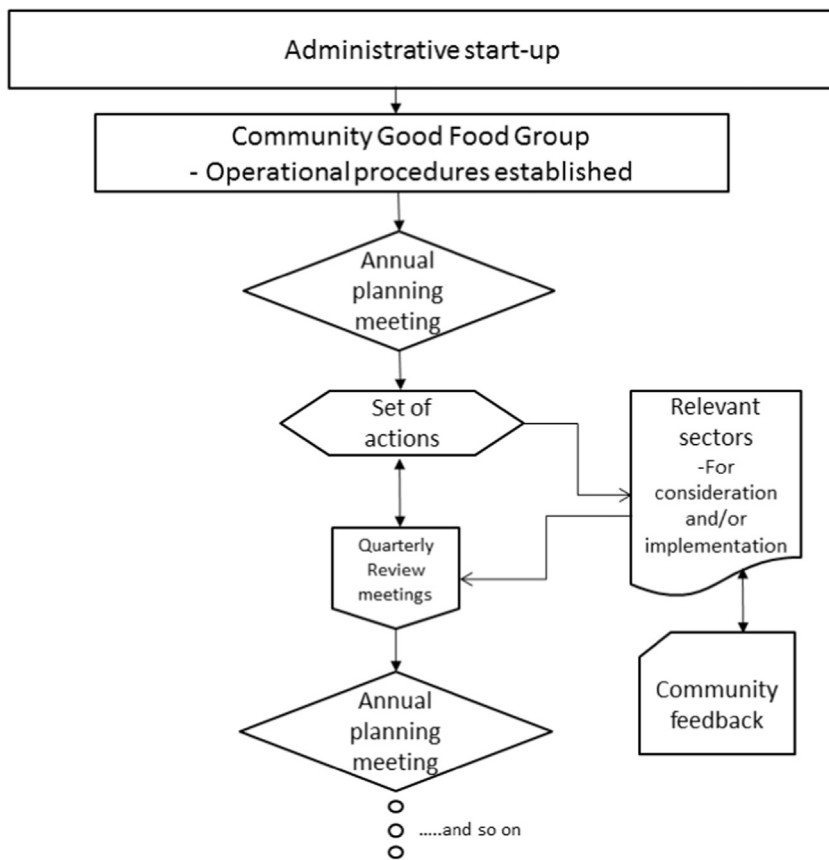 Administrative start-up
Community Good Food Group
- Operational procedures established
Annual
planning
meeting
Set of
actions
Relevant
sectors
-For
consideration
and/or
implementation
Quarterly
Review
meetings
Community
feedback
Annual
planning
meeting
.....and so on